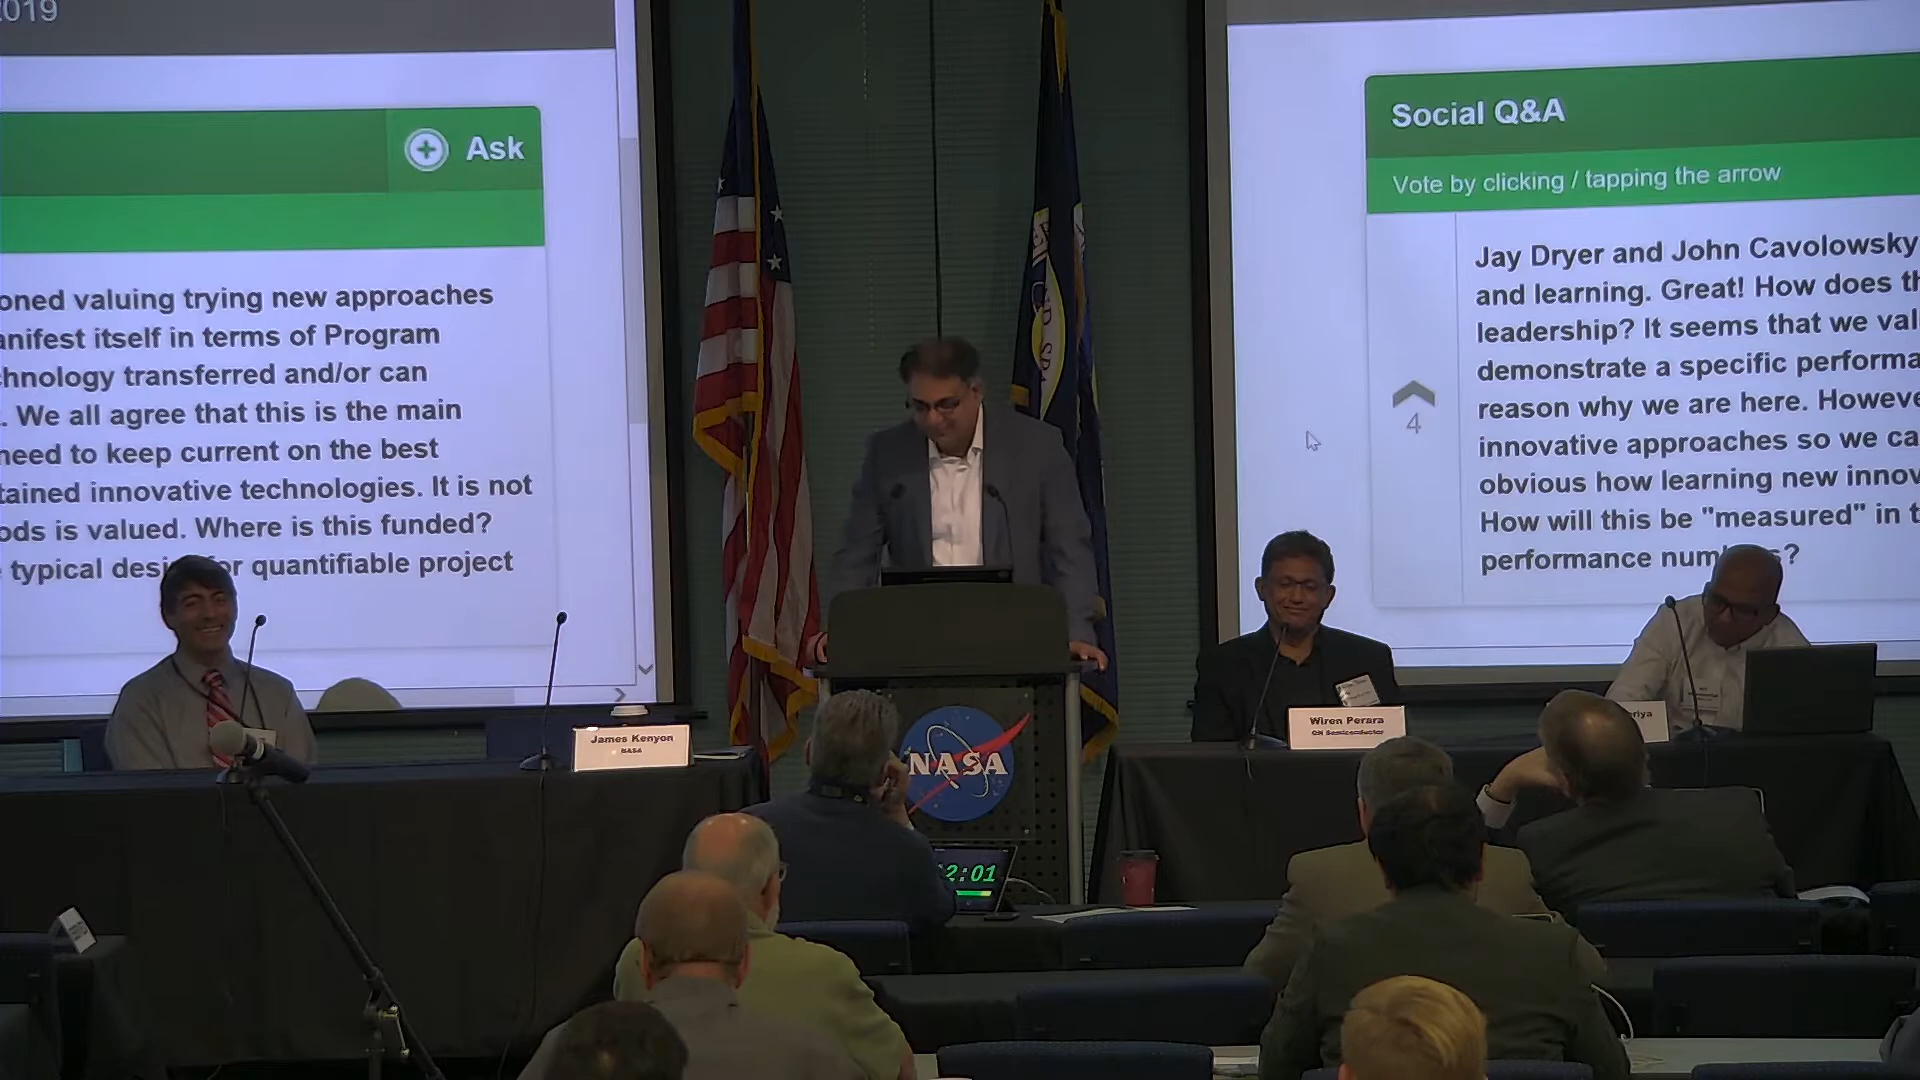 2019
Ask
oned valuing trying new approaches
anifest itself in terms of Program
chnology transferred and/or can
. We all agree that this is the main
need to keep current on the best
tained innovative technologies. It is not
ods is valued. Where is this funded?
typical for quantifiable project
Social Q&A
Vote by clicking / tapping the arrow
4
Jay Dryer and John Cavolowsky
and learning. Great! How does th
leadership? It seems that we val
demonstrate a specific performa
reason why we are here. Howeve
innovative approaches so we ca
obvious how learning new innov
How will this be "measured" in t
performance numbers?
James Kenyon
NASA
NASA
2:01
Wiren Perara
ON Semiconductor
eriya